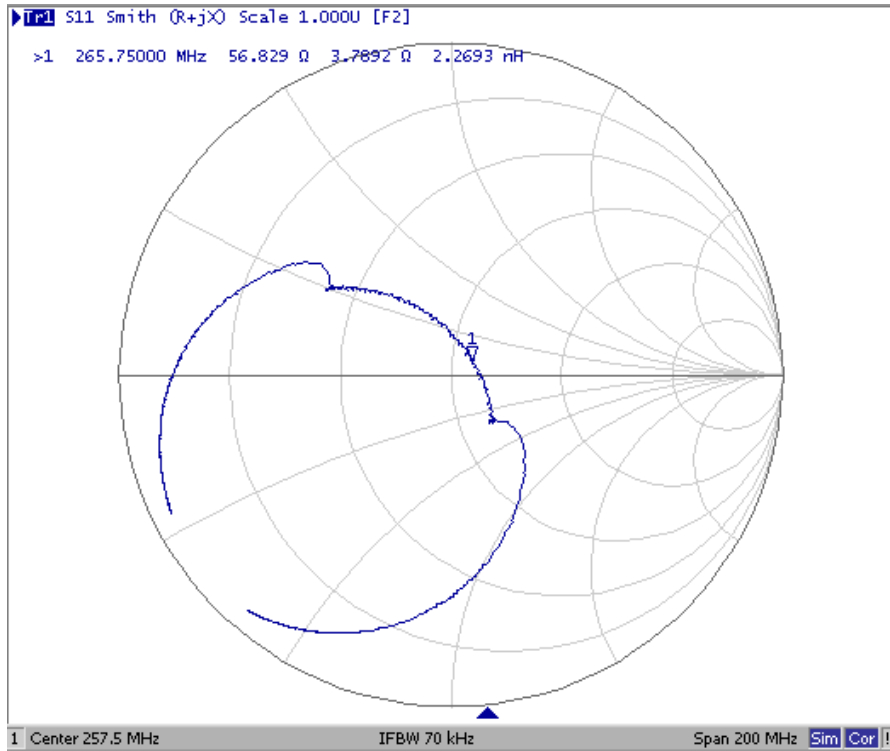 Tr1 S11 Smith (R+jX) Scale 1.000U [F2]
>1 265.75000 MHz 56.829 Ω 3.7892 Ω 2.2693 nH
1
1 Center 257.5 MHz IFBW 70 kHz Span 200 MHz Sim Cor !